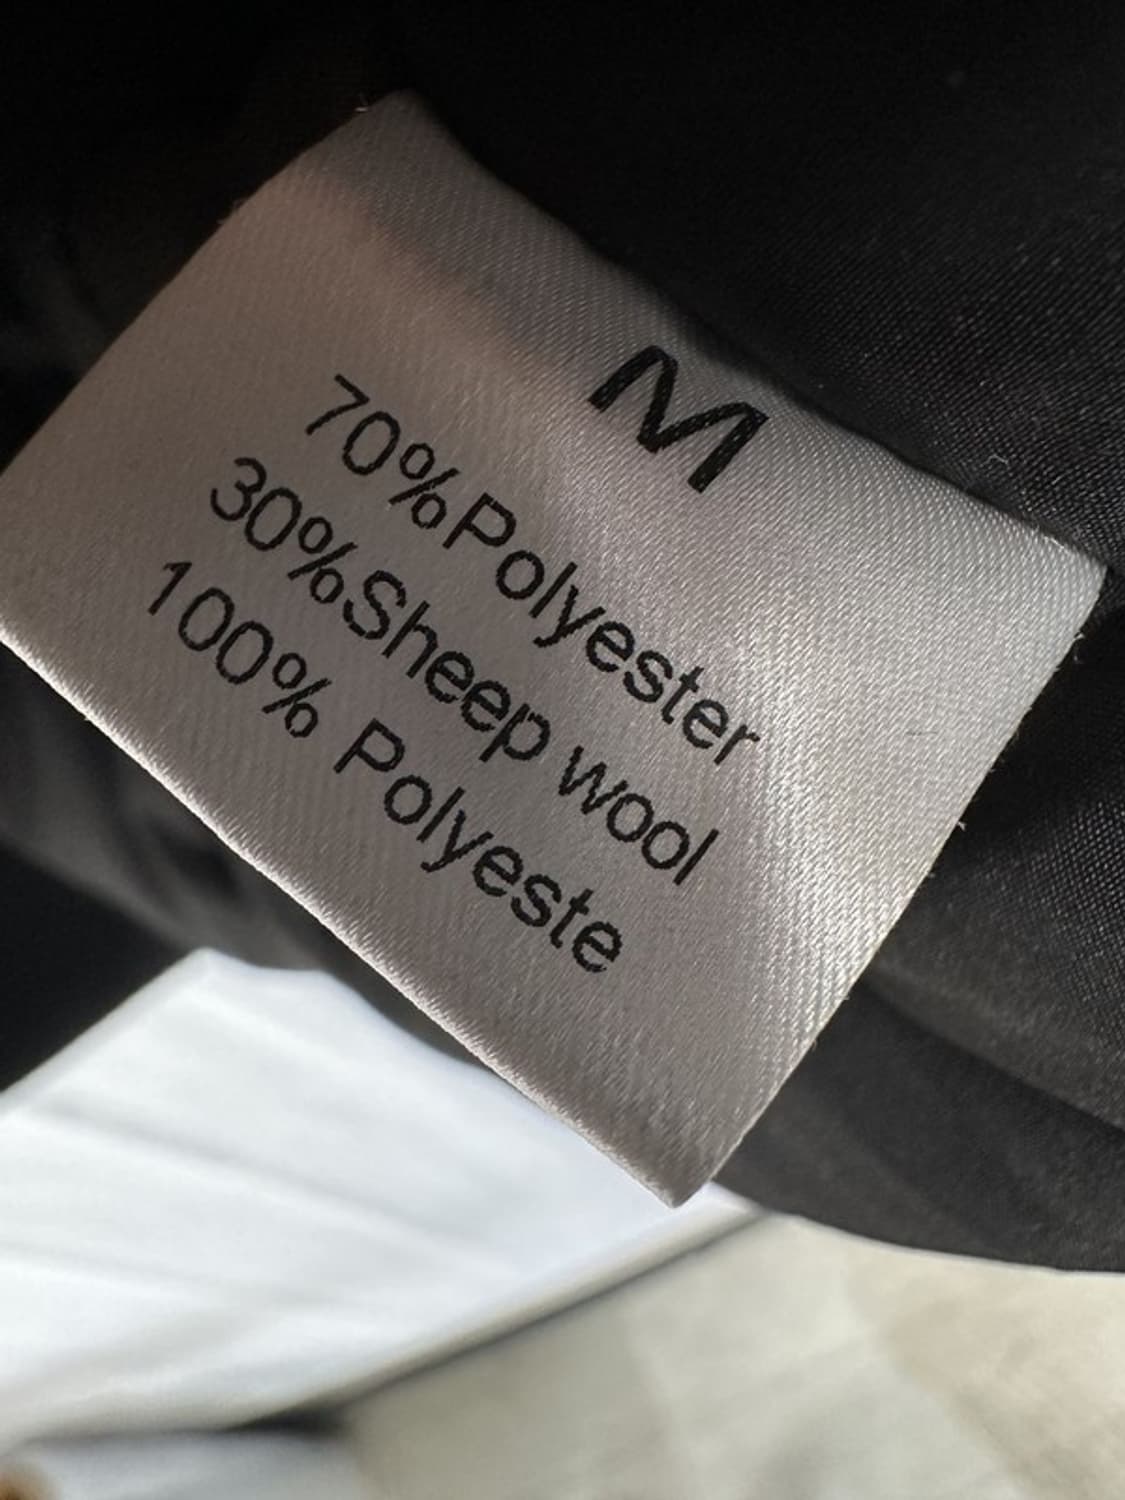 M
70%Polyester
30%Sheep wool
100% Polyeste